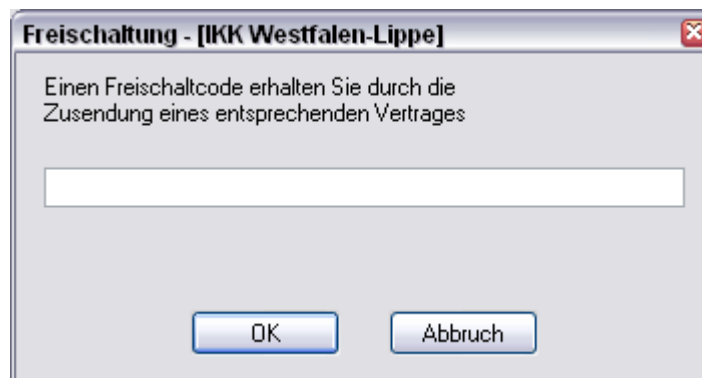 Freischaltung - [IKK Westfalen-Lippe]
Einen Freischaltcode erhalten Sie durch die
Zusendung eines entsprechenden Vertrages
OK
Abbruch